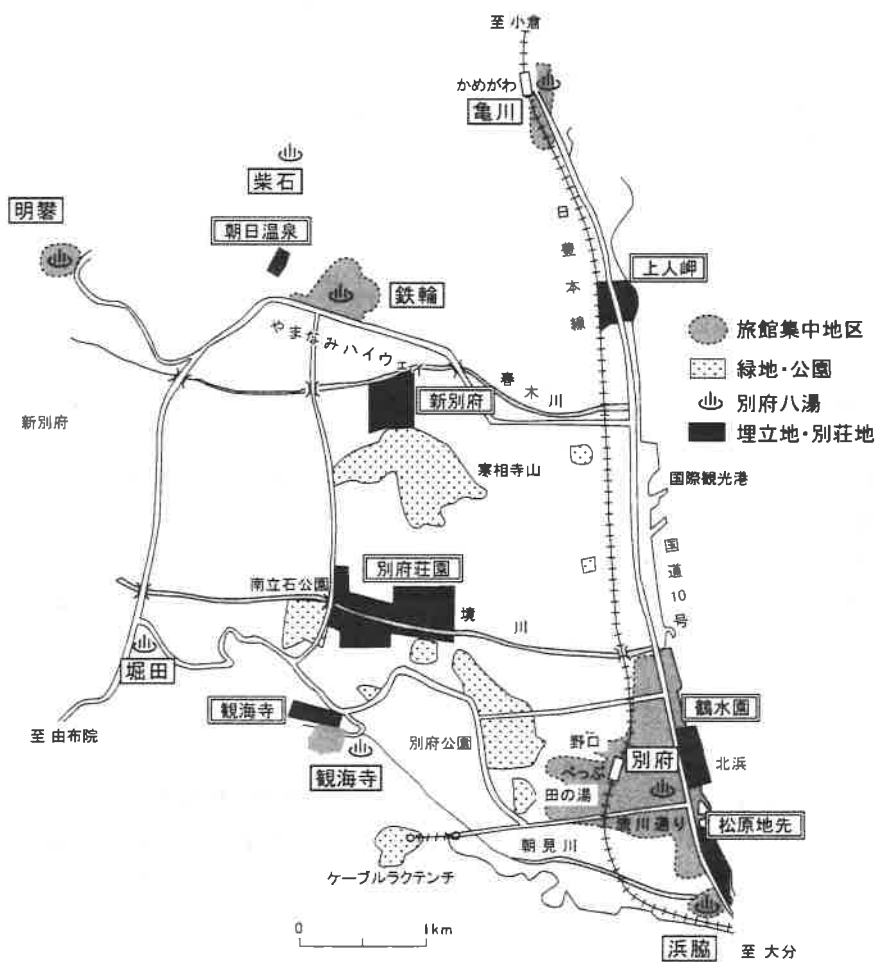 至 小倉
かめがわ
亀川
柴石
明礬
朝日温泉
日豊本線
上人岬
鉄輪
やまなみハイウェイ
旅館集中地区
緑地・公園
別府八湯
埋立地・別荘地
春木川
新別府
新別府
寒相寺山
国際観光港
国道10号
南立石公園
別府荘園
境川
堀田
観海寺
鶴水園
至 由布院
別府公園
野口
別府
北浜
べっぷ
観海寺
田の湯
流川通り
松原地先
朝見川
ケーブルラクテンチ
0 1km
浜脇
至 大分